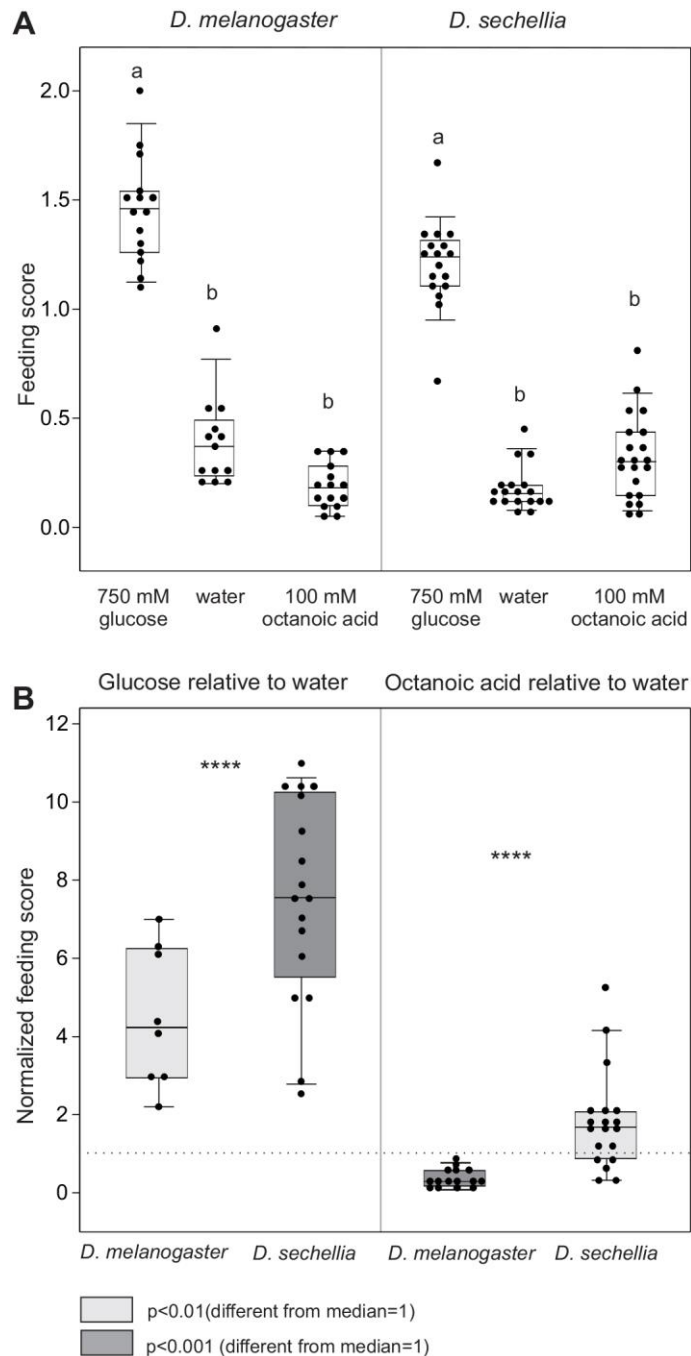 A
D. melanogaster
D. sechellia
a
2.0
a
1.5
b
b
1.0
Feeding score
b
b
0.5
0.0
750 mM water 100 mM 750 mM water 100 mM
glucose octanoic acid glucose octanoic acid
B
Glucose relative to water Octanoic acid relative to water
12
****
10
****
8
Normalized feeding score
6
4
2
0
D. melanogaster D. sechellia D. melanogaster D. sechellia
p<0.01(different from median=1)
p<0.001 (different from median=1)